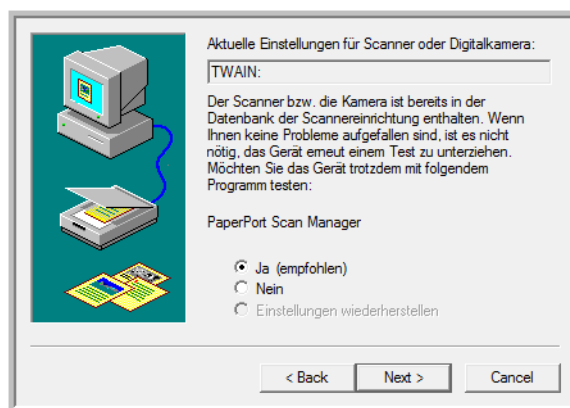 Aktuelle Einstellungen für Scanner oder Digitalkamera:
TWAIN:
Der Scanner bzw. die Kamera ist bereits in der
Datenbank der Scannereinrichtung enthalten. Wenn
Ihnen keine Probleme aufgefallen sind, ist es nicht
nötig, das Gerät erneut einem Test zu unterziehen.
Möchten Sie das Gerät trotzdem mit folgendem
Programm testen:
PaperPort Scan Manager
Ja (empfohlen)
Nein
Einstellungen wiederherstellen
< Back Next > Cancel